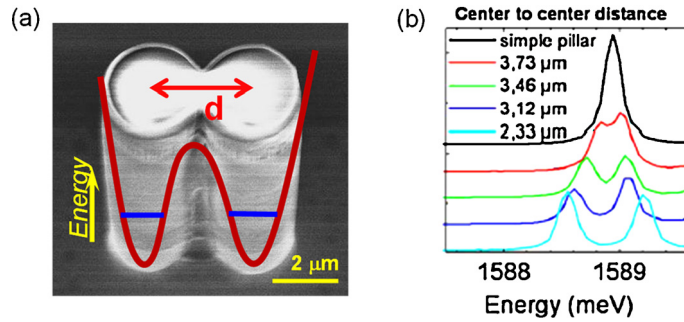 (a)
d
Energy
2 μm
(b)
Center to center distance
simple pillar
3,73 μm
3,46 μm
3,12 μm
2,33 μm
1588
1589
Energy (meV)